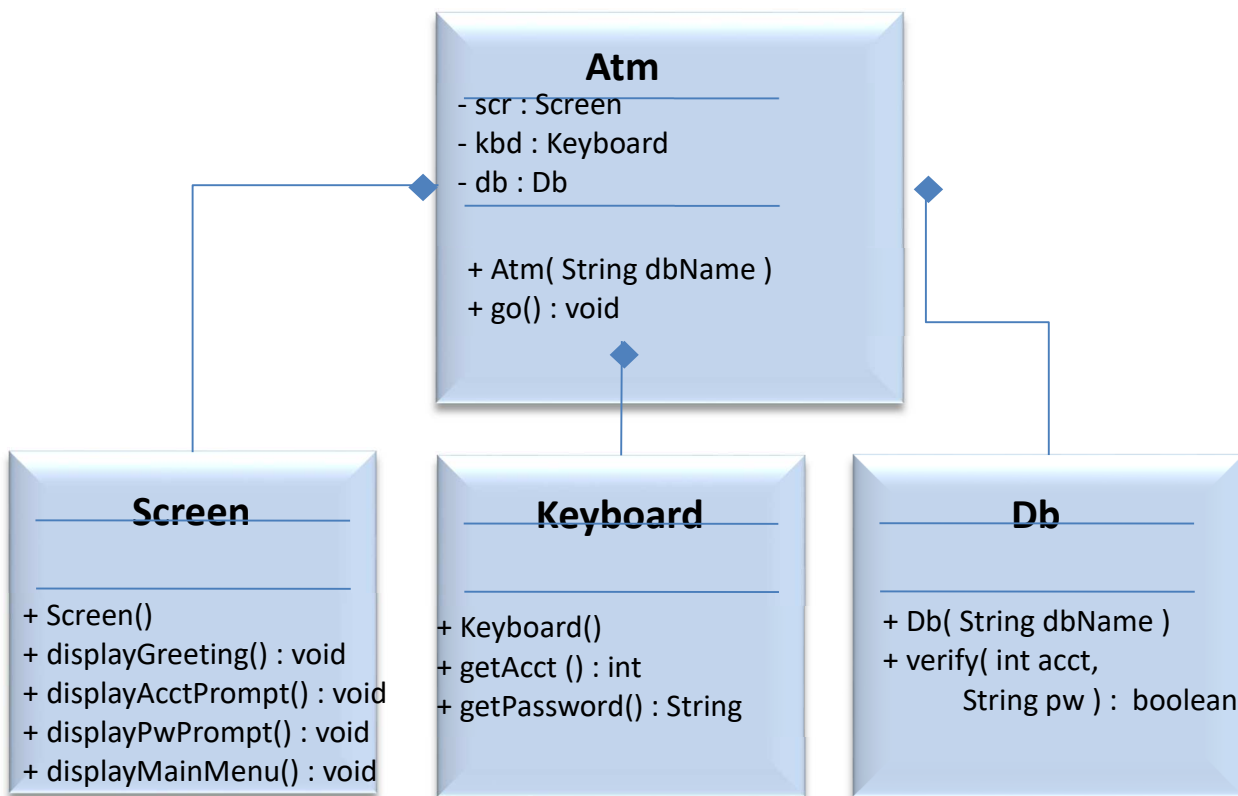 Atm
- scr : Screen
- kbd : Keyboard
- db : Db
+ Atm( String dbName )
+ go() : void
Screen
+ Screen()
+ displayGreeting() : void
+ displayAcctPrompt() : void
+ displayPwPrompt() : void
+ displayMainMenu() : void
Keyboard
+ Keyboard()
+ getAcct () : int
+ getPassword() : String
Db
+ Db( String dbName )
+ verify( int acct,
String pw ) :  boolean